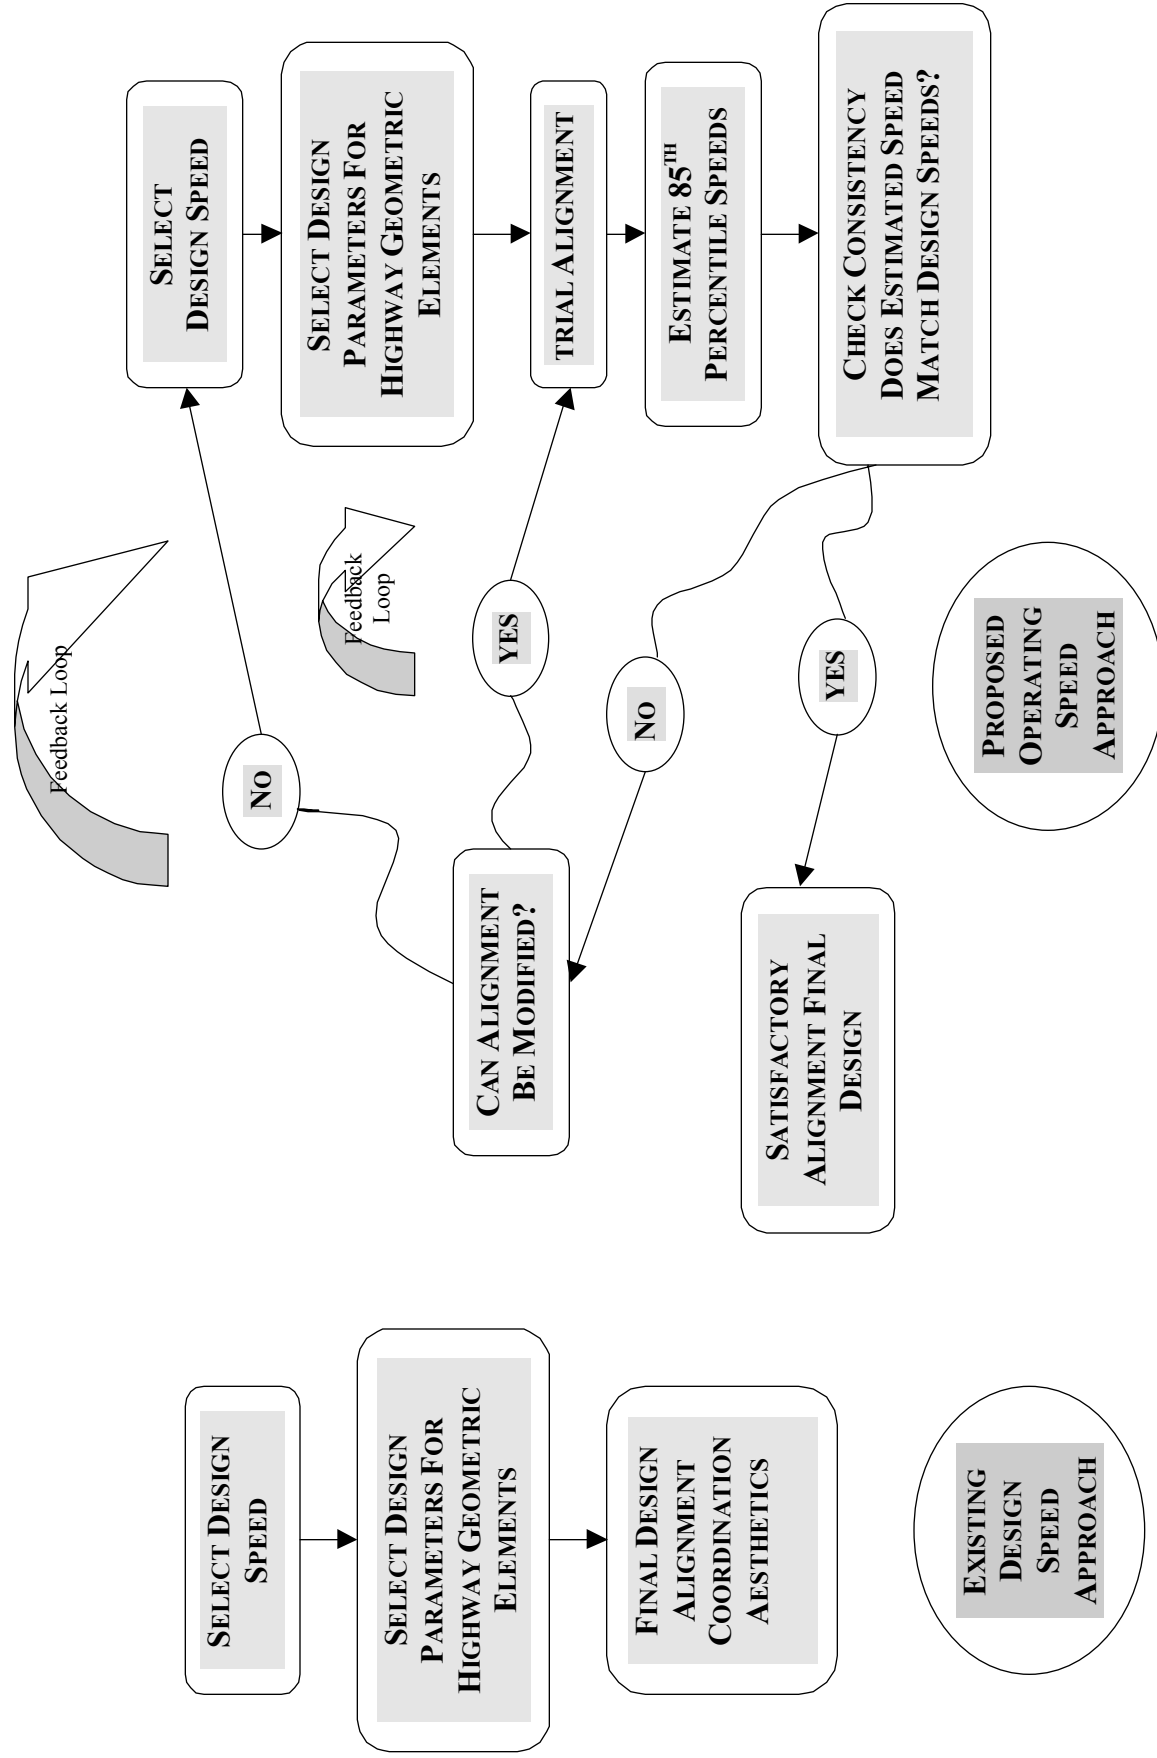 SELECT DESIGN
SPEED
SELECT DESIGN
PARAMETERS FOR
HIGHWAY GEOMETRIC
ELEMENTS
FINAL DESIGN
ALIGNMENT
COORDINATION
AESTHETICS
EXISTING
DESIGN
SPEED
APPROACH
Feedback Loop
NO
CAN ALIGNMENT
BE MODIFIED?
Feedback
Loop
YES
NO
SATISFACTORY
ALIGNMENT FINAL
DESIGN
YES
PROPOSED
OPERATING
SPEED
APPROACH
SELECT
DESIGN SPEED
SELECT DESIGN
PARAMETERS FOR
HIGHWAY GEOMETRIC
ELEMENTS
TRIAL ALIGNMENT
ESTIMATE 85TH
PERCENTILE SPEEDS
CHECK CONSISTENCY
DOES ESTIMATED SPEED
MATCH DESIGN SPEEDS?